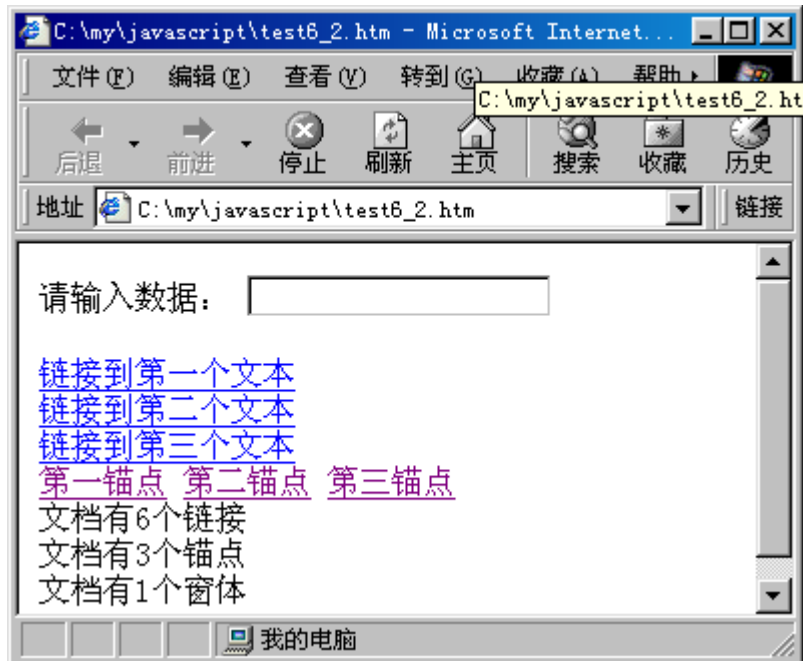 C:\my\javascript\test6_2.htm - Microsoft Internet...
文件(F) 编辑(E) 查看(V) 转到(G) 收藏(A) 帮助
C:\my\javascript\test6_2.ht
后退 前进 停止 刷新 主页 搜索 收藏 历史
地址 C:\my\javascript\test6_2.htm 链接
请输入数据:
链接到第一个文本
链接到第二个文本
链接到第三个文本
第一锚点 第二锚点 第三锚点
文档有6个链接
文档有3个锚点
文档有1个窗体
我的电脑